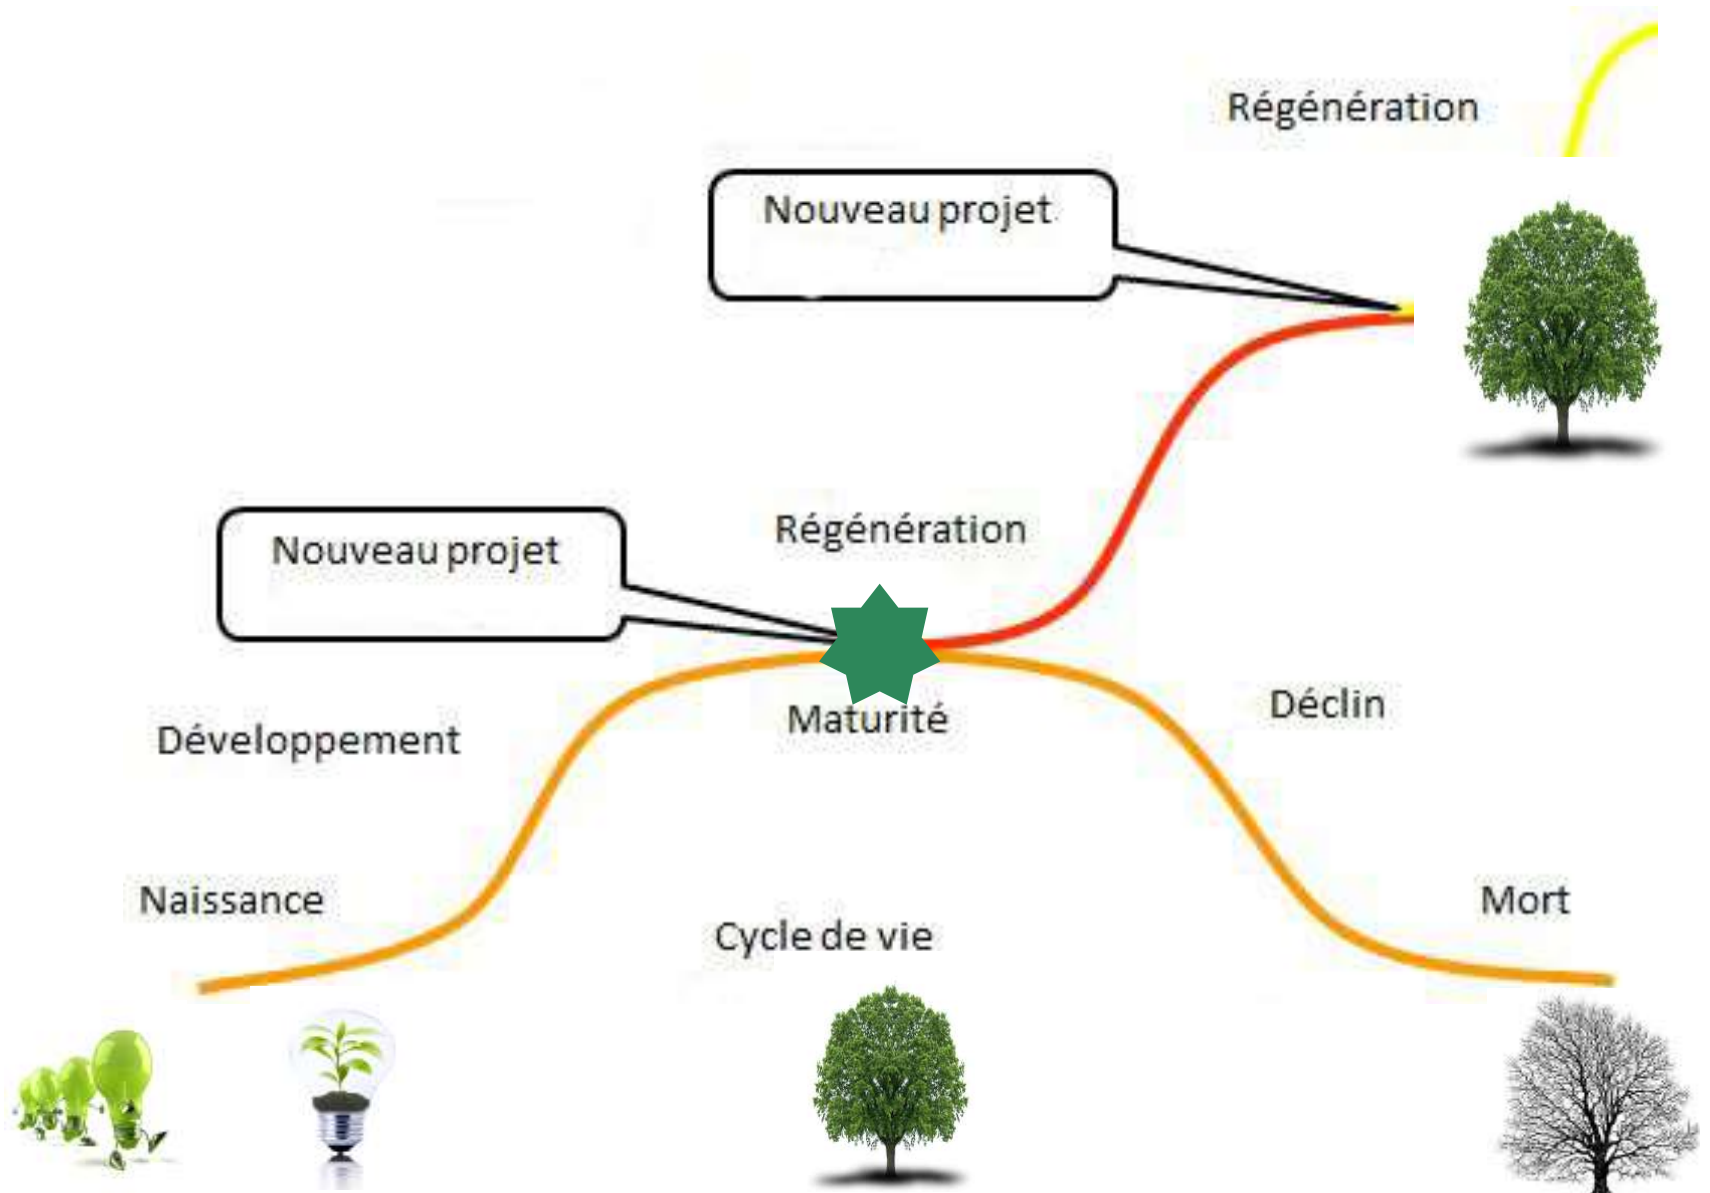 Régénération
Nouveau projet
Nouveau projet
Régénération
Maturité
Déclin
Développement
Naissance
Mort
Cycle de vie